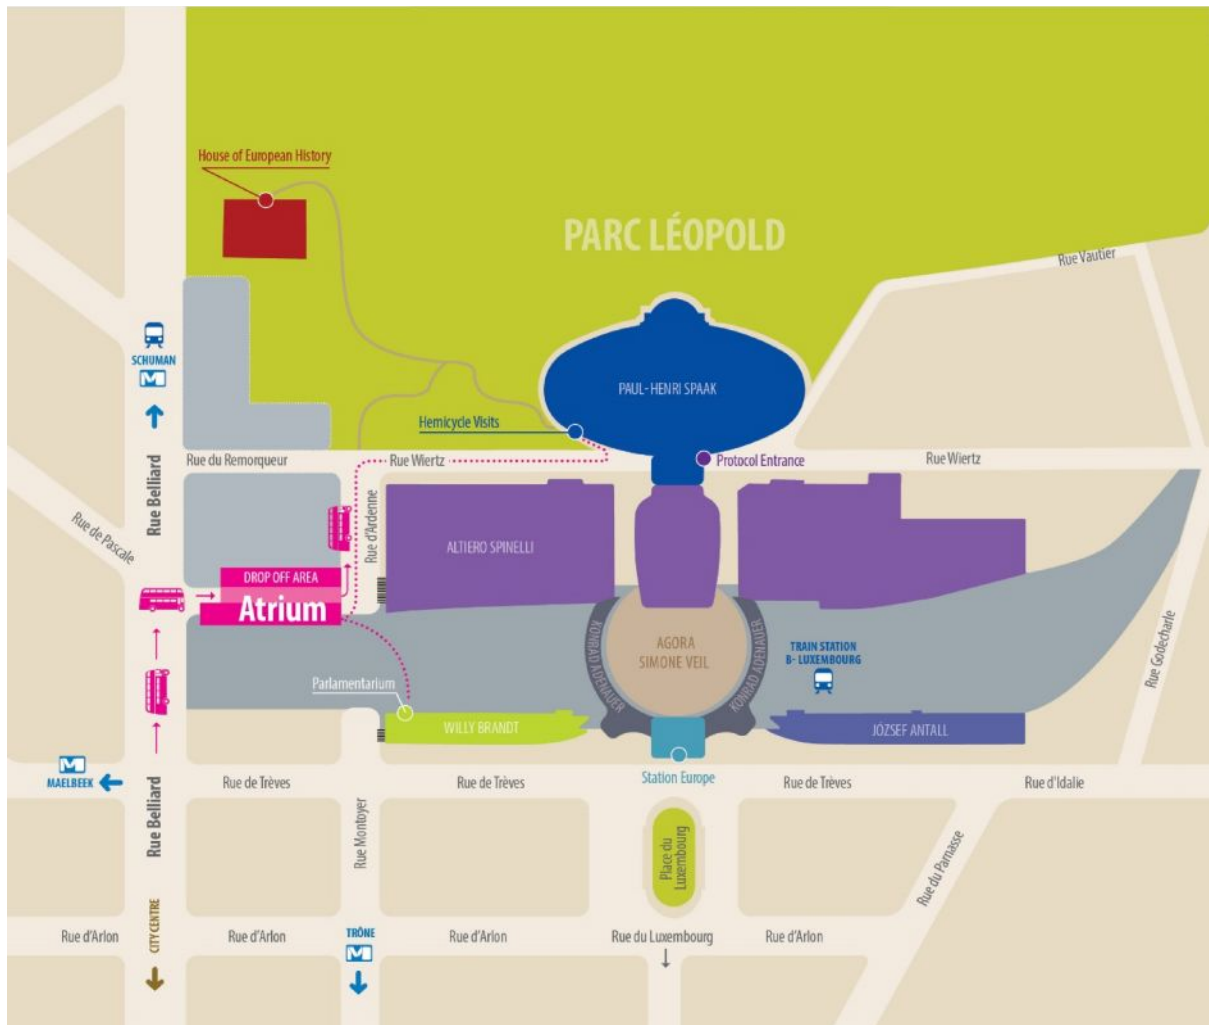 House of European History
PARC LÉOPOLD
Rue Vautier
SCHUMAN
M
PAUL-HENRI SPAAK
Hemicycle Visits
Rue Belliard
Rue du Remorqueur
Rue Wiertz
Protocol Entrance
Rue Wiertz
Rue de Pascale
Rue d'Ardenne
ALTIERO SPINELLI
DROP OFF AREA
Atrium
KONRAD ADENAUER
AGORA
SIMONE VEIL
KONRAD ADENAUER
TRAIN STATION
B- LUXEMBOURG
Rue Godecharle
Parlamentarium
WILLY BRANDT
JÓZSEF ANTALL
M
MAELBEEK
Rue Belliard
Rue de Trèves
Rue de Trèves
Station Europe
Rue de Trèves
Rue d'Idalie
Rue Montoyer
Place du
Luxembourg
Rue du Parnasse
Rue d'Arlon
CITY CENTRE
Rue d'Arlon
TRÔNE
M
Rue d'Arlon
Rue du Luxembourg
Rue d'Arlon